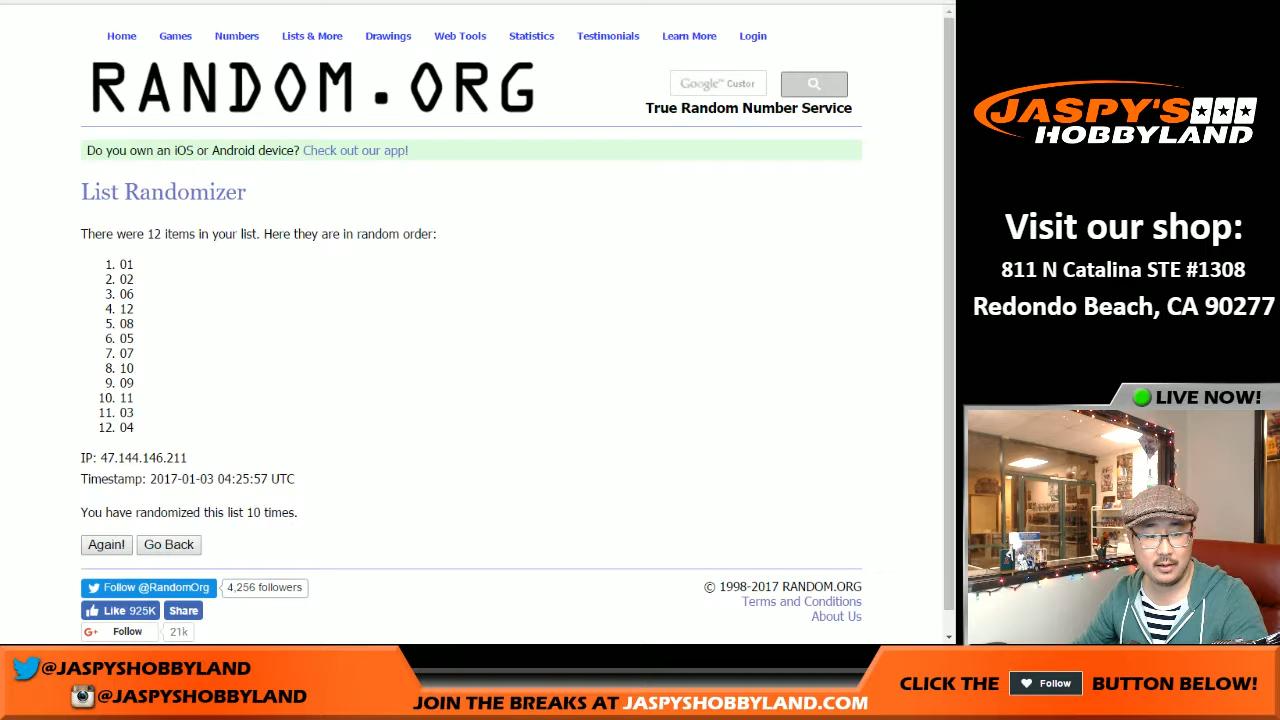 Home Games Numbers Lists & More Drawings Web Tools Statistics Testimonials Learn More Login
RANDOM.ORG
Google™ Custor
True Random Number Service
Do you own an iOS or Android device? Check out our app!
List Randomizer
There were 12 items in your list. Here they are in random order:
1. 01
2. 02
3. 06
4. 12
5. 08
6. 05
7. 07
8. 10
9. 09
10. 11
11. 03
12. 04
IP: 47.144.146.211
Timestamp: 2017-01-03 04:25:57 UTC
You have randomized this list 10 times.
Again! Go Back
Follow @RandomOrg 4,256 followers
Like 925K Share
G+ Follow 21k
© 1998-2017 RANDOM.ORG
Terms and Conditions
About Us
JASPY'S
HOBBYLAND
Visit our shop:
811 N Catalina STE #1308
Redondo Beach, CA 90277
LIVE NOW!
@JASPYSHOBBYLAND
@JASPYSHOBBYLAND
JOIN THE BREAKS AT JASPYSHOBBYLAND.COM
CLICK THE Follow BUTTON BELOW!